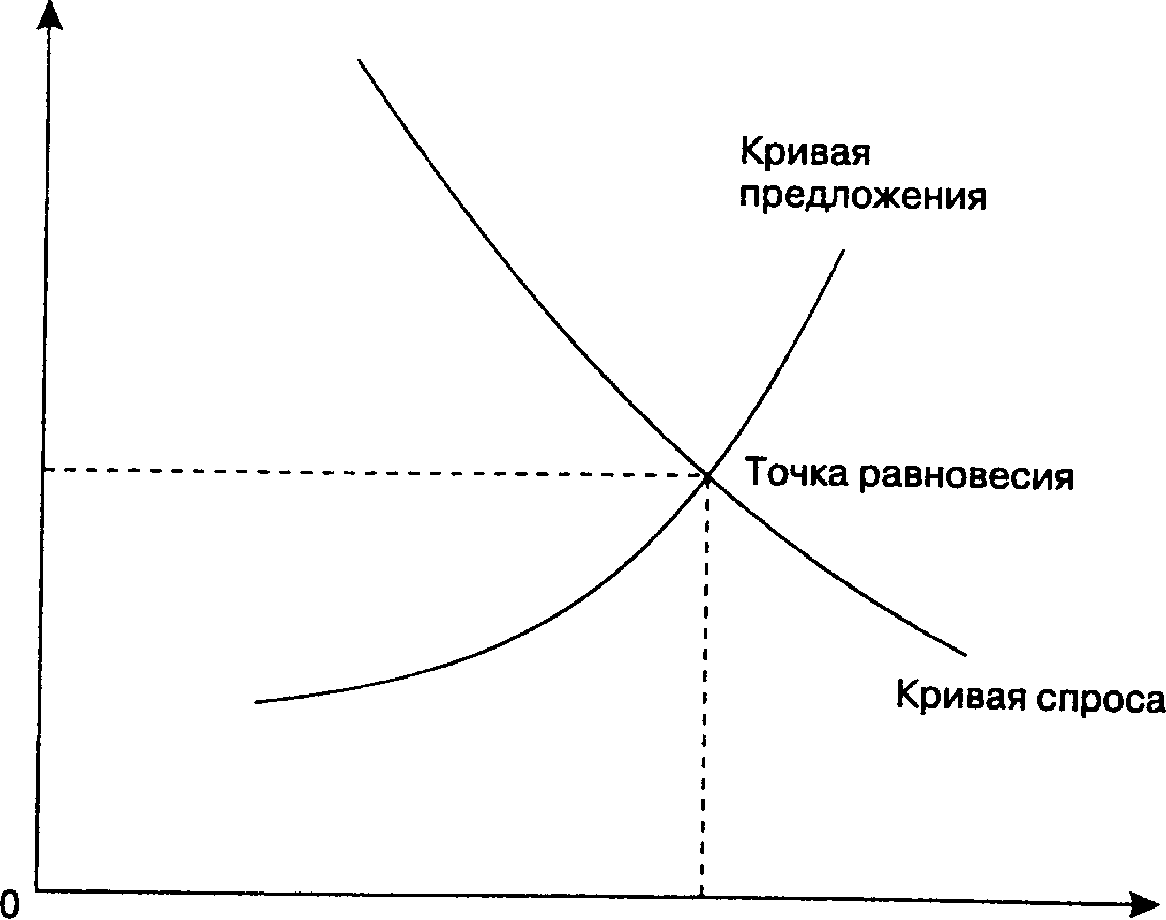 Кривая
предложения
Точка равновесия
Кривая спроса
0